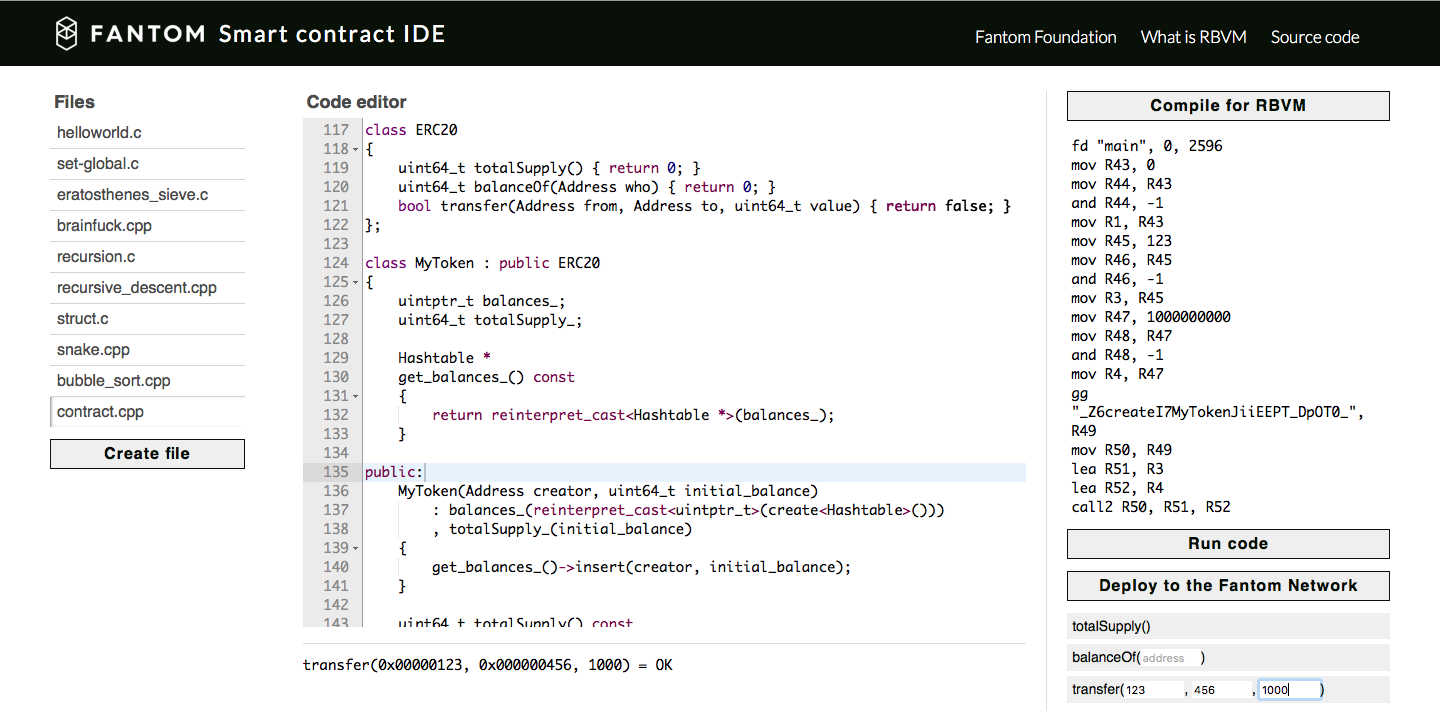 FANTOM Smart contract IDE
Fantom Foundation What is RBVM Source code
Files
helloworld.c
set-global.c
eratosthenes_sieve.c
brainfuck.cpp
recursion.c
recursive_descent.cpp
struct.c
snake.cpp
bubble_sort.cpp
contract.cpp
Create file
Code editor
117 class ERC20
118 {
119 uint64_t totalSupply() { return 0; }
120 uint64_t balanceOf(Address who) { return 0; }
121 bool transfer(Address from, Address to, uint64_t value) { return false; }
122 };
123
124 class MyToken : public ERC20
125 {
126 uintptr_t balances_;
127 uint64_t totalSupply_;
128
129 Hashtable *
130 get_balances_() const
131 {
132 return reinterpret_cast<Hashtable *>(balances_);
133 }
134
135 public:
136 MyToken(Address creator, uint64_t initial_balance)
137 : balances_(reinterpret_cast<uintptr_t>(create<Hashtable>()))
138 , totalSupply_(initial_balance)
139 {
140 get_balances_()->insert(creator, initial_balance);
141 }
142
143 uint64_t totalSupply() const
transfer(0x00000123, 0x000000456, 1000) = OK
Compile for RBVM
fd "main", 0, 2596
mov R43, 0
mov R44, R43
and R44, -1
mov R1, R43
mov R45, 123
mov R46, R45
and R46, -1
mov R3, R45
mov R47, 1000000000
mov R48, R47
and R48, -1
mov R4, R47
gg
"_Z6createI7MyTokenJiiEEPT_DpOT0_",
R49
mov R50, R49
lea R51, R3
lea R52, R4
call2 R50, R51, R52
Run code
Deploy to the Fantom Network
totalSupply()
balanceOf( address )
transfer( 123 , 456 , 1000 )